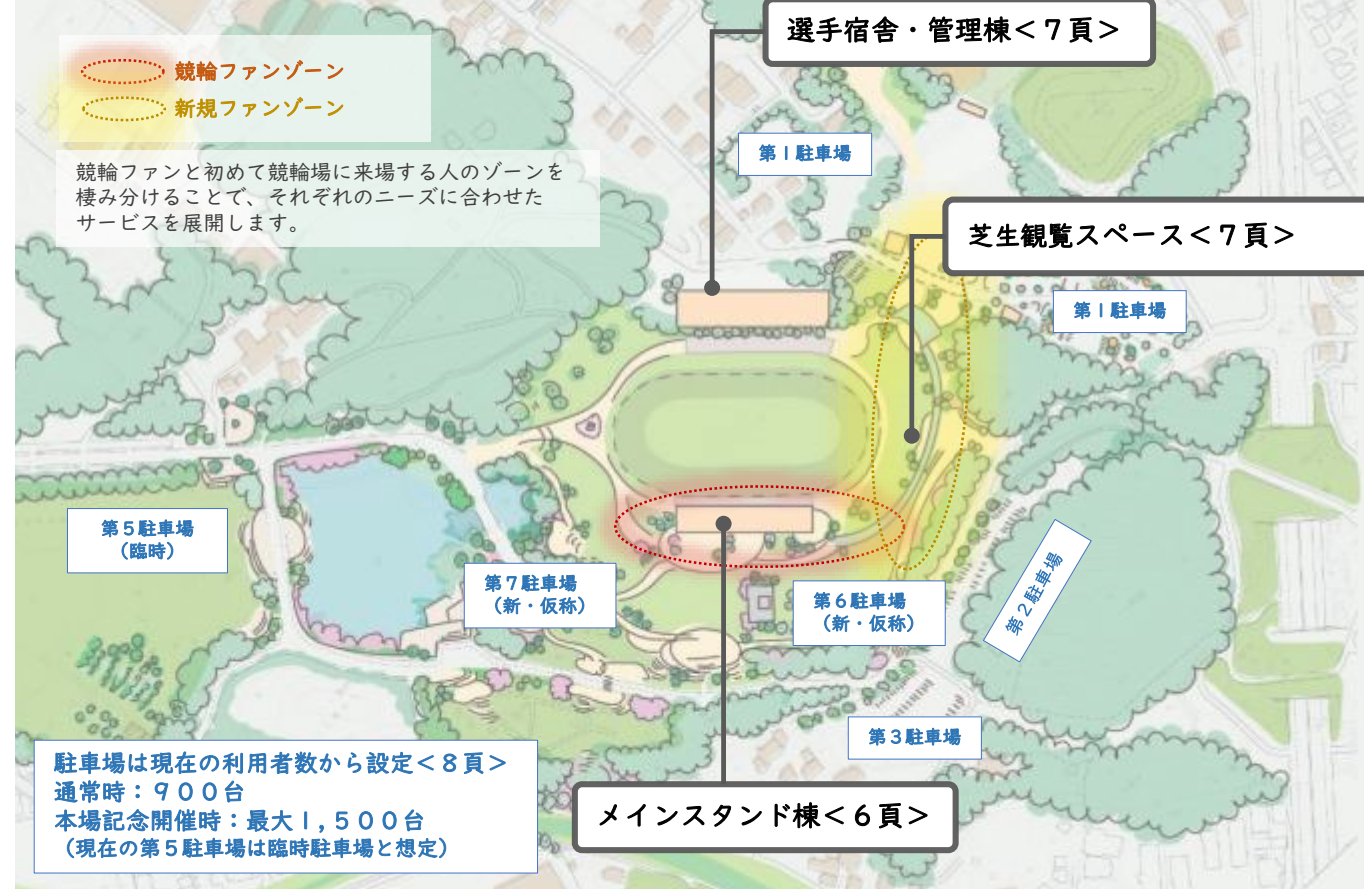 選手宿舎・管理棟<７頁>
競輪ファンゾーン
新規ファンゾーン
第１駐車場
競輪ファンと初めて競輪場に来場する人のゾーンを
棲み分けることで、それぞれのニーズに合わせた
サービスを展開します。
芝生観覧スペース<７頁>
第１駐車場
第５駐車場
（臨時）
第７駐車場
（新・仮称）
第６駐車場
（新・仮称）
第２駐車場
第３駐車場
駐車場は現在の利用者数から設定<８頁>
通常時：９００台
本場記念開催時：最大１,５００台
（現在の第５駐車場は臨時駐車場と想定）
メインスタンド棟<６頁>